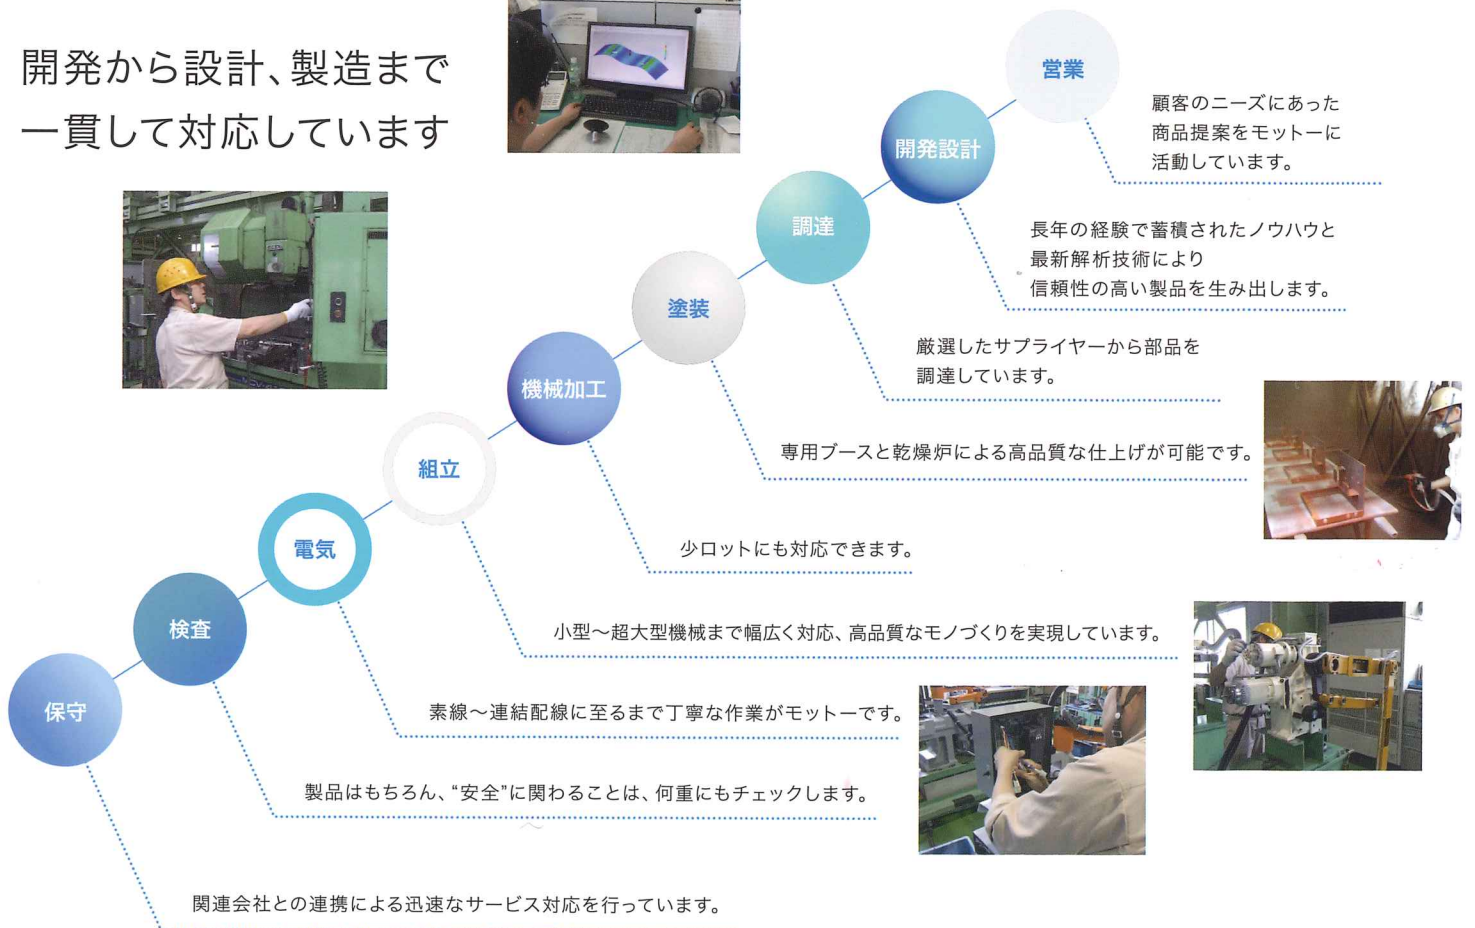 開発から設計、製造まで
一貫して対応しています
営業
顧客のニーズにあった
商品提案をモットーに
活動しています。
開発設計
長年の経験で蓄積されたノウハウと
最新解析技術により
信頼性の高い製品を生み出します。
調達
厳選したサプライヤーから部品を
調達しています。
塗装
専用ブースと乾燥炉による高品質な仕上げが可能です。
機械加工
少ロットにも対応できます。
組立
小型～超大型機械まで幅広く対応、高品質なモノづくりを実現しています。
電気
素線～連結配線に至るまで丁寧な作業がモットーです。
検査
製品はもちろん、“安全”に関わることは、何重にもチェックします。
保守
関連会社との連携による迅速なサービス対応を行っています。